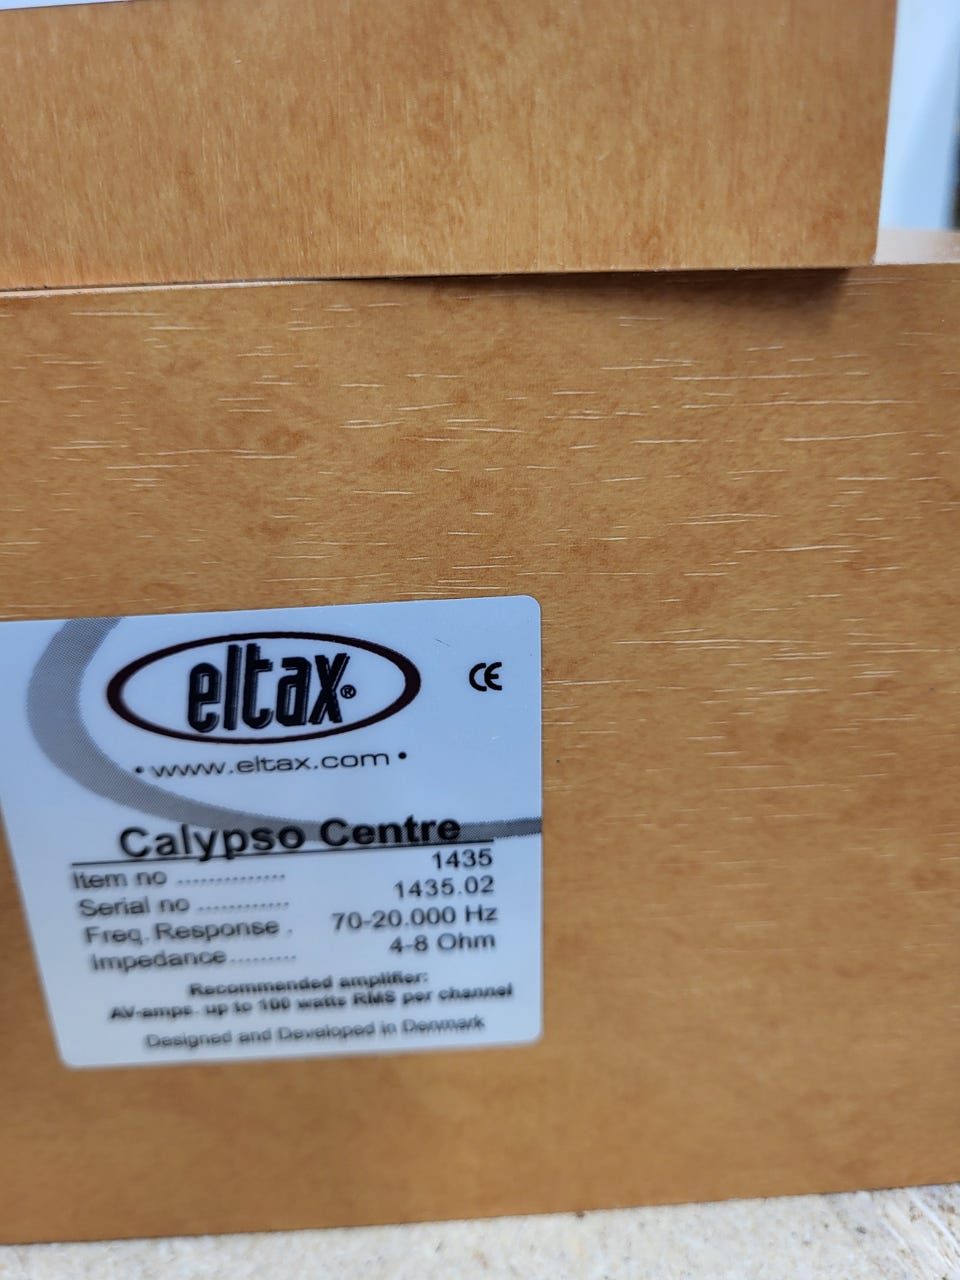 eltax®
CE
• www.eltax.com •
Calypso Centre
Item no .............. 1435
Serial no ............ 1435.02
Freq. Response . 70-20.000 Hz
Impedance......... 4-8 Ohm
Recommended amplifier:
AV-amps. up to 100 watts RMS per channel
Designed and Developed in Denmark